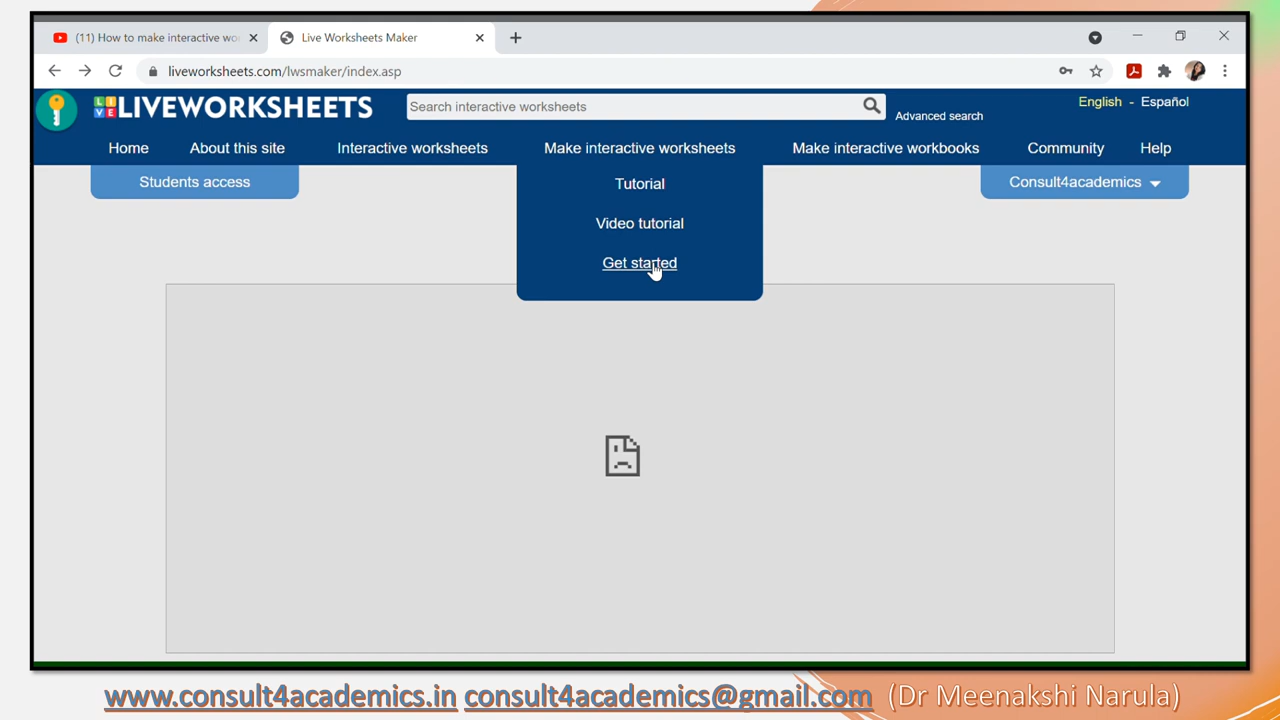 (11) How to make interactive wo
Live Worksheets Maker
liveworksheets.com/lwsmaker/index.asp
LIVE
LIVEWORKSHEETS
Search interactive worksheets
Advanced search
English - Español
Home
About this site
Interactive worksheets
Make interactive worksheets
Make interactive workbooks
Community
Help
Students access
Tutorial
Consult4academics
Video tutorial
Get started
www.consult4academics.in consult4academics@gmail.com (Dr Meenakshi Narula)